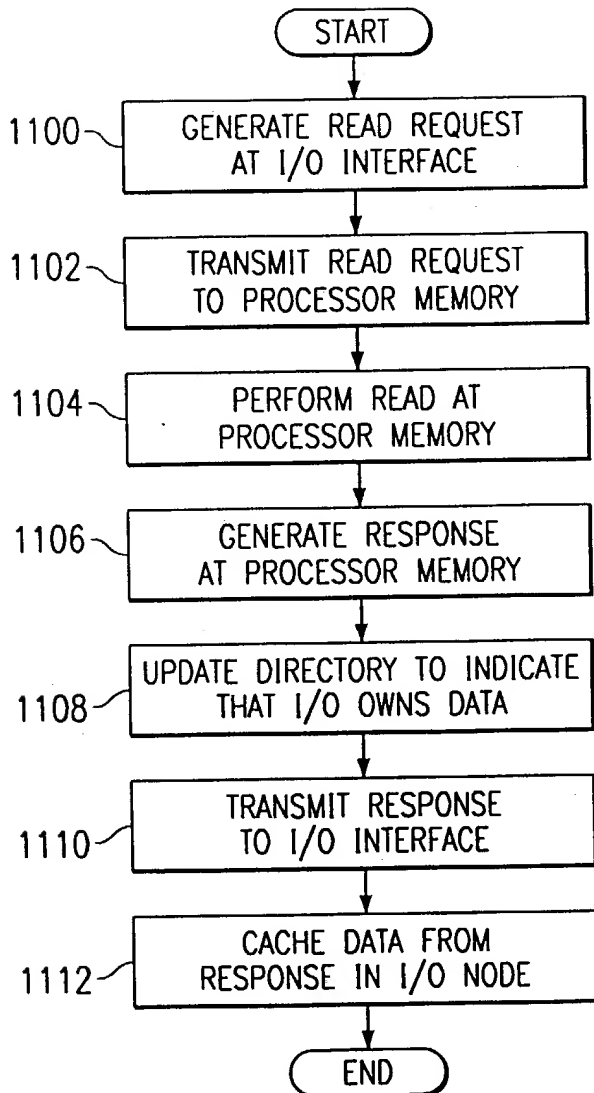 START
1100
GENERATE READ REQUEST
AT I/O INTERFACE
1102
TRANSMIT READ REQUEST
TO PROCESSOR MEMORY
1104
PERFORM READ AT
PROCESSOR MEMORY
1106
GENERATE RESPONSE
AT PROCESSOR MEMORY
1108
UPDATE DIRECTORY TO INDICATE
THAT I/O OWNS DATA
1110
TRANSMIT RESPONSE
TO I/O INTERFACE
1112
CACHE DATA FROM
RESPONSE IN I/O NODE
END